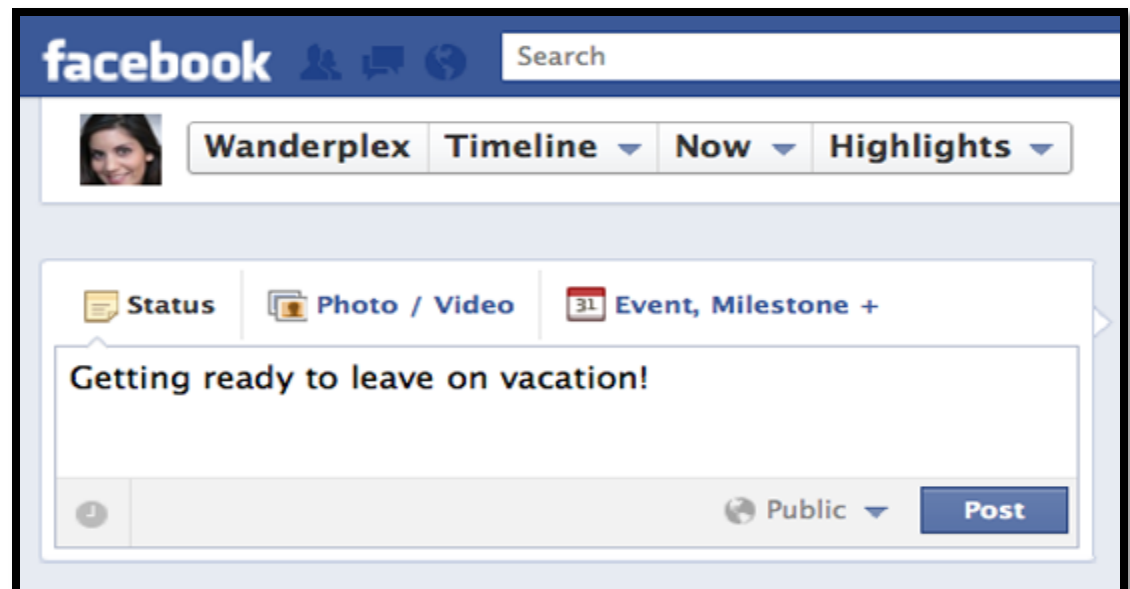 facebook Search
Wanderplex Timeline Now Highlights
Status Photo / Video 31 Event, Milestone +
Getting ready to leave on vacation!
Public Post